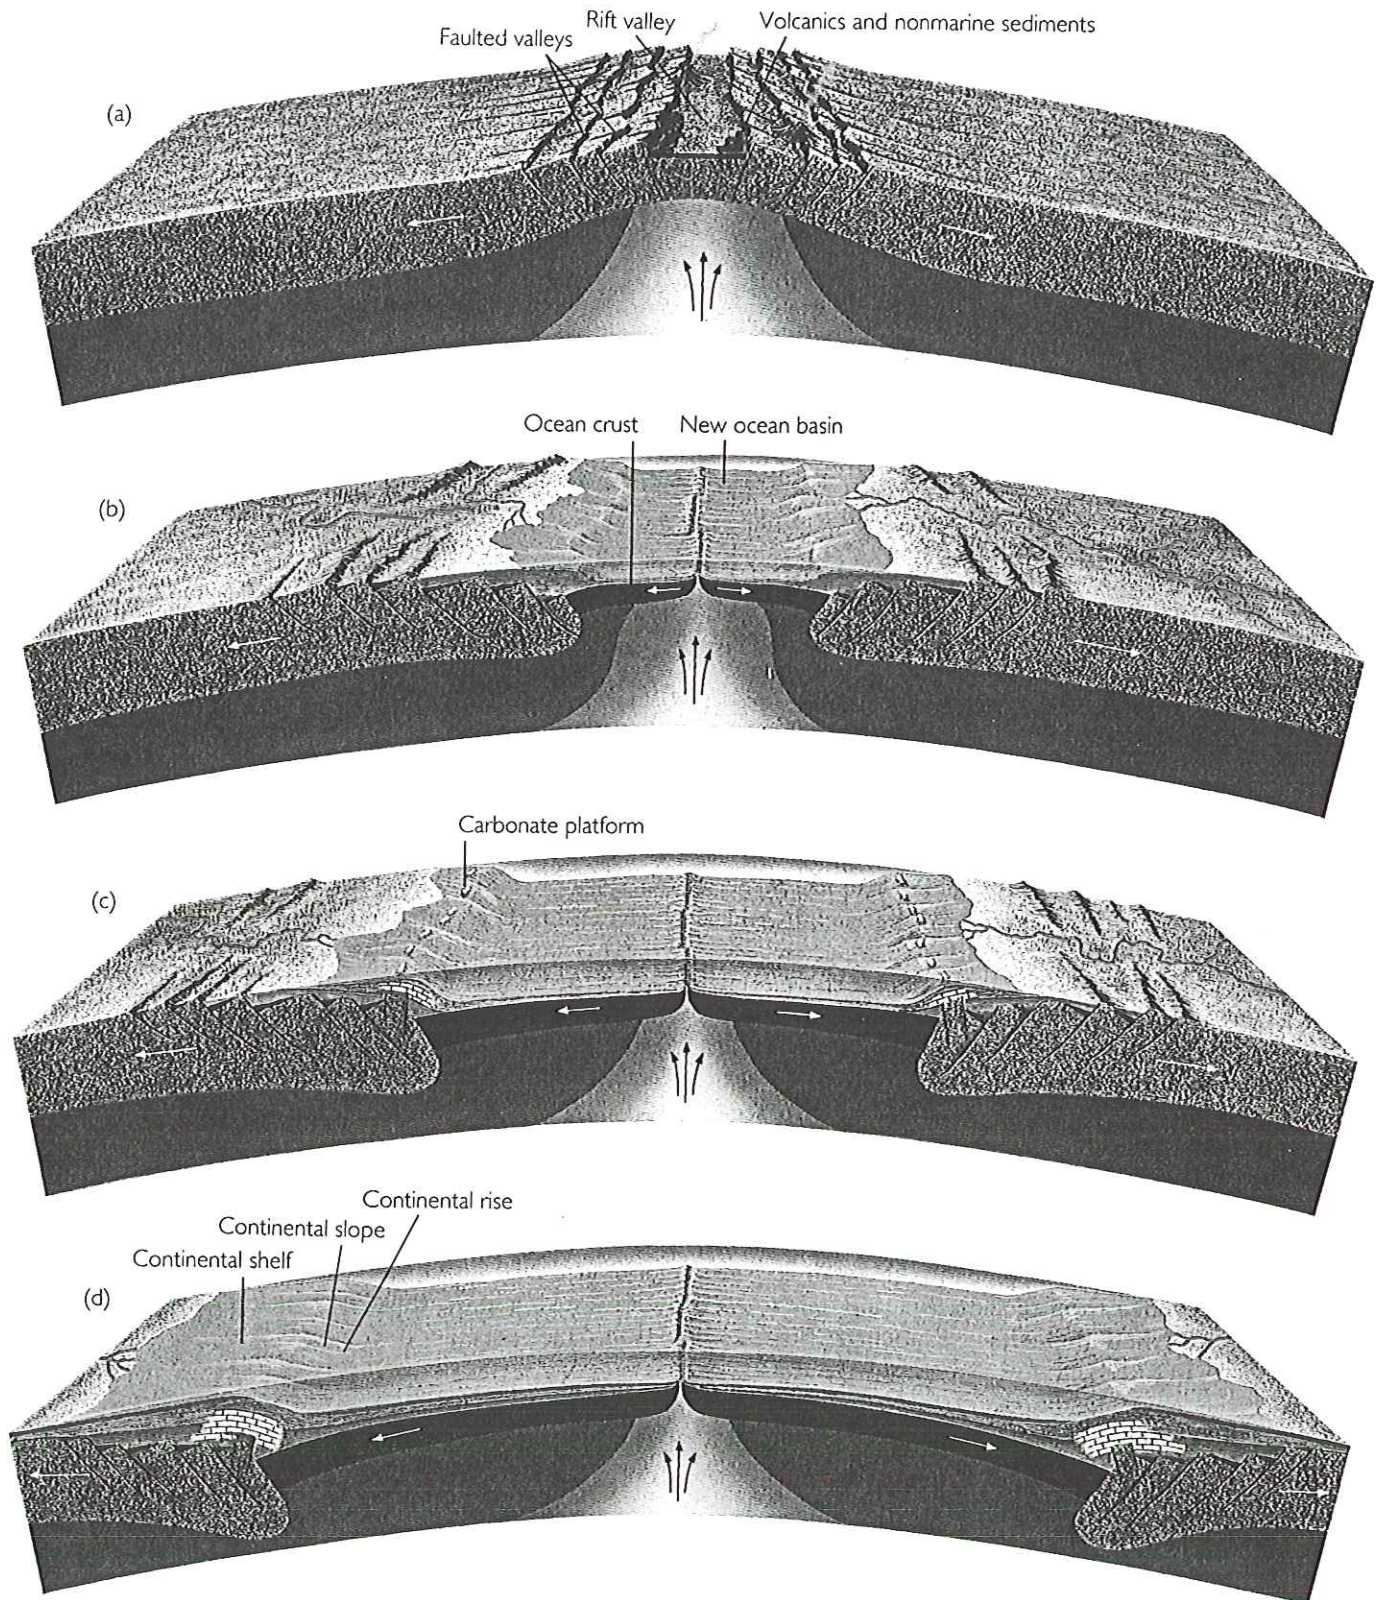 Rift valley
Volcanics and nonmarine sediments
Faulted valleys
(a)
Ocean crust
New ocean basin
(b)
Carbonate platform
(c)
Continental rise
Continental slope
Continental shelf
(d)